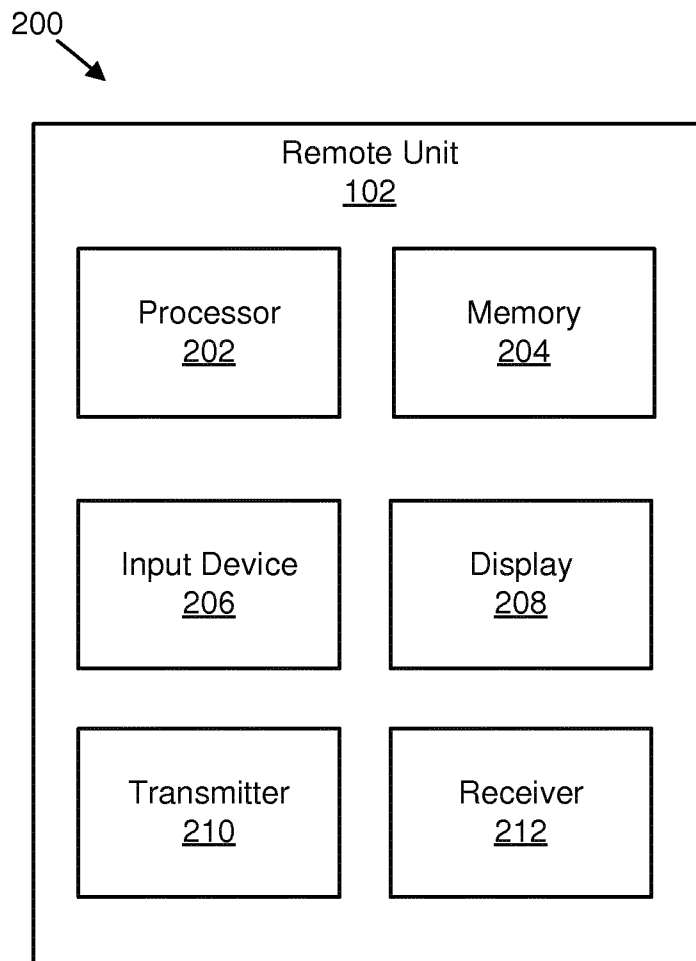 200
Remote Unit
102
Processor
202
Memory
204
Input Device
206
Display
208
Transmitter
210
Receiver
212